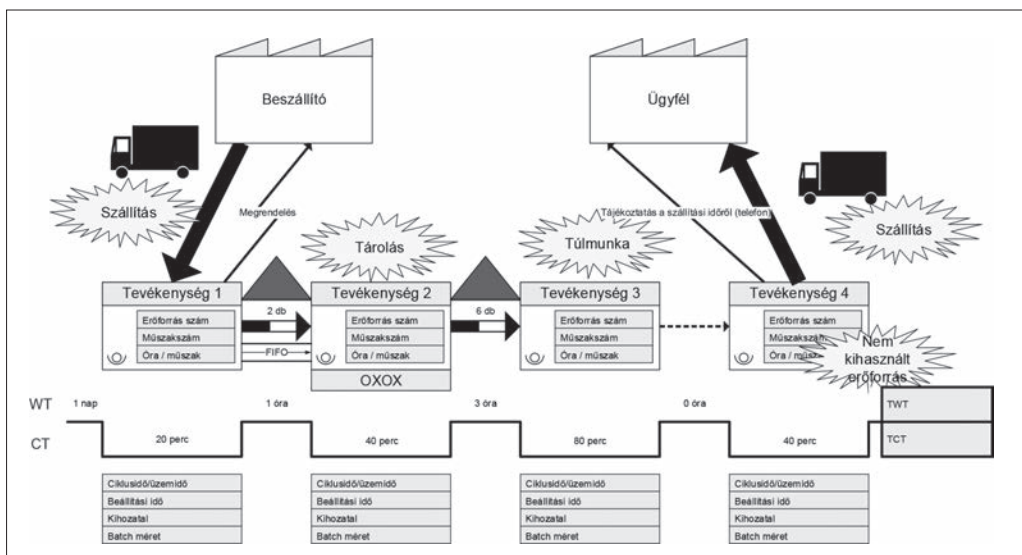 Beszállító
Ügyfél
Szállítás
Megrendelés
Tárolás
Túlmunka
Tájékoztatás a szállítási időről (telefon)
Szállítás
Tevékenység 1
Erőforrás szám
Műszakszám
Óra / műszak
2 db
FIFO
Tevékenység 2
Erőforrás szám
Műszakszám
Óra / műszak
OXOX
6 db
Tevékenység 3
Erőforrás szám
Műszakszám
Óra / műszak
Tevékenység 4
Erőforrás szám
Műszakszám
Óra / műszak
Nem
kihasznált
erőforrás
WT
1 nap
1 óra
3 óra
0 óra
TWT
CT
20 perc
40 perc
80 perc
40 perc
TCT
Ciklusidő/üzemidő
Beállítási idő
Kihozatal
Batch méret
Ciklusidő/üzemidő
Beállítási idő
Kihozatal
Batch méret
Ciklusidő/üzemidő
Beállítási idő
Kihozatal
Batch méret
Ciklusidő/üzemidő
Beállítási idő
Kihozatal
Batch méret